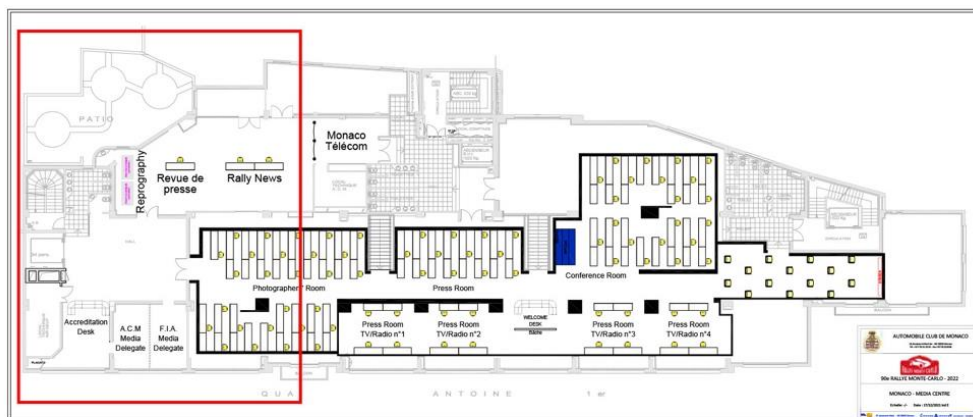 PATIO
Reprography
Revue de
presse
Rally News
Monaco
Télécom
HALL
Photographers' Room
Press Room
Conference Room
Accreditation
Desk
A.C.M
Media
Delegate
F.I.A.
Media
Delegate
Press Room
TV/Radio n°1
Press Room
TV/Radio n°2
WELCOME
DESK
Press Room
TV/Radio n°3
Press Room
TV/Radio n°4
QUAI ANTOINE 1er
AUTOMOBILE CLUB DE MONACO
90e RALLYE MONTE-CARLO - 2022
MONACO - MEDIA CENTRE